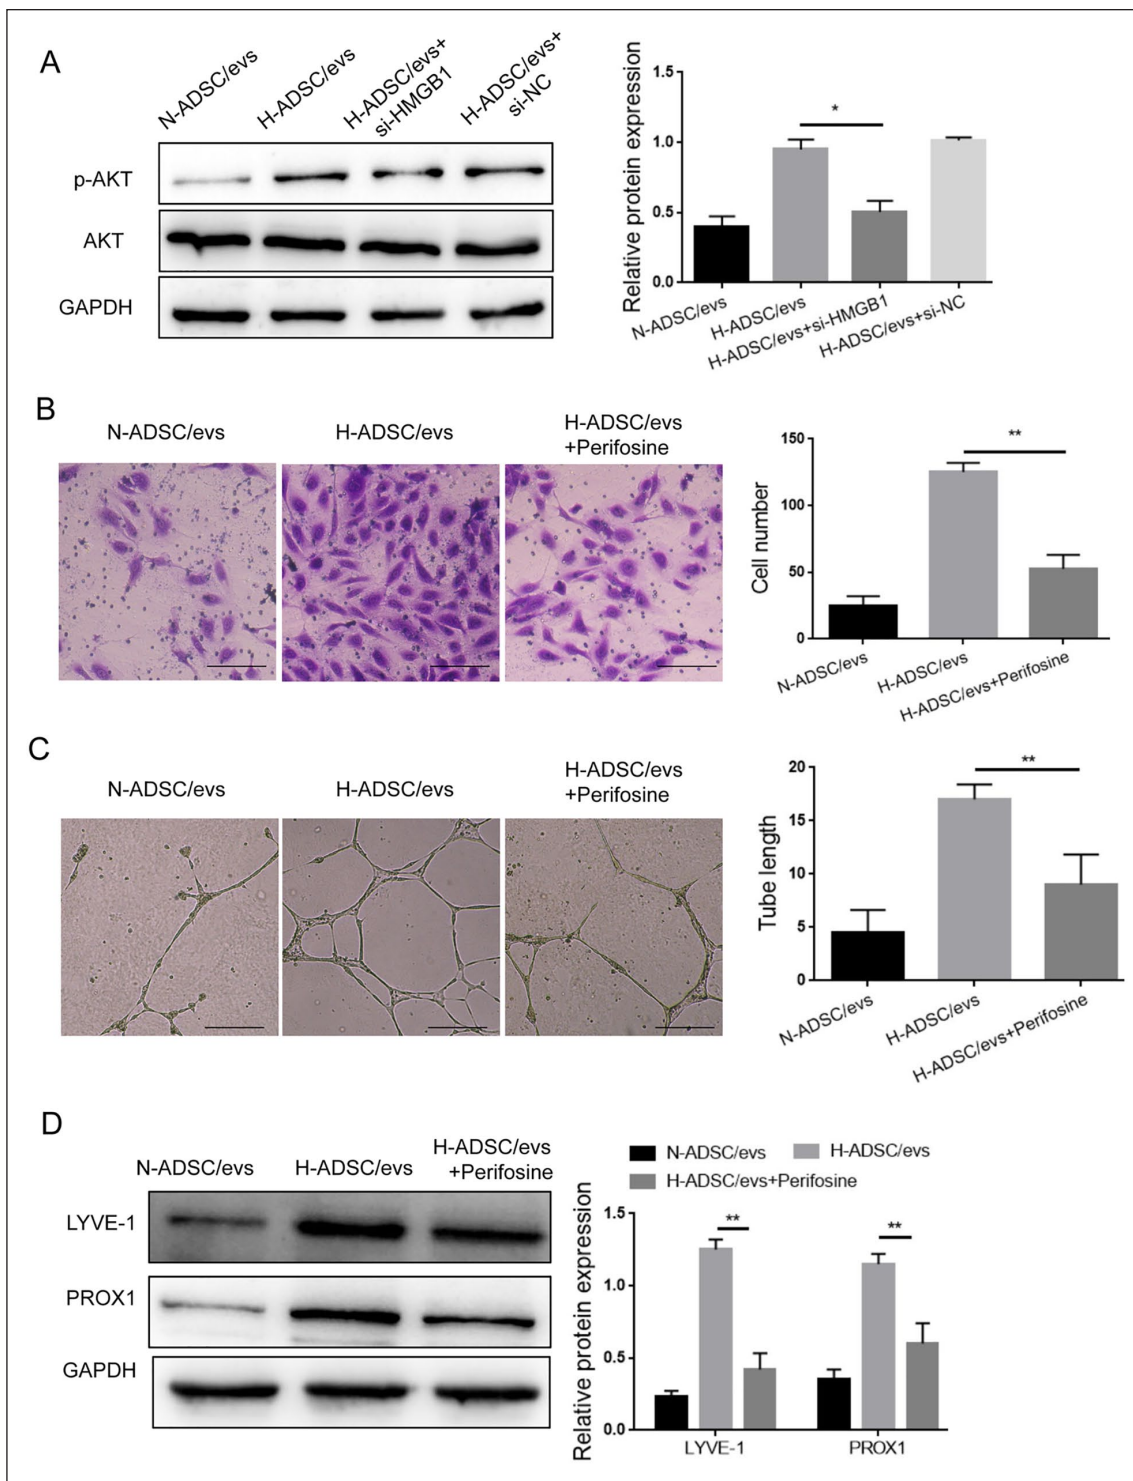 A
N-ADSC/evs
H-ADSC/evs
H-ADSC/evs+
si-HMGB1
H-ADSC/evs+
si-NC
p-AKT
AKT
GAPDH
Relative protein expression
1.5
1.0
0.5
0.0
*
N-ADSC/evs
H-ADSC/evs
H-ADSC/evs+si-HMGB1
H-ADSC/evs+si-NC
B
N-ADSC/evs
H-ADSC/evs
H-ADSC/evs
+Perifosine
Cell number
150
100
50
0
**
N-ADSC/evs
H-ADSC/evs
H-ADSC/evs+Perifosine
C
N-ADSC/evs
H-ADSC/evs
H-ADSC/evs
+Perifosine
Tube length
20
15
10
5
0
**
N-ADSC/evs
H-ADSC/evs
H-ADSC/evs+Perifosine
D
N-ADSC/evs
H-ADSC/evs
H-ADSC/evs
+Perifosine
LYVE-1
PROX1
GAPDH
N-ADSC/evs
H-ADSC/evs
H-ADSC/evs+Perifosine
Relative protein expression
1.5
1.0
0.5
0.0
**
**
LYVE-1
PROX1